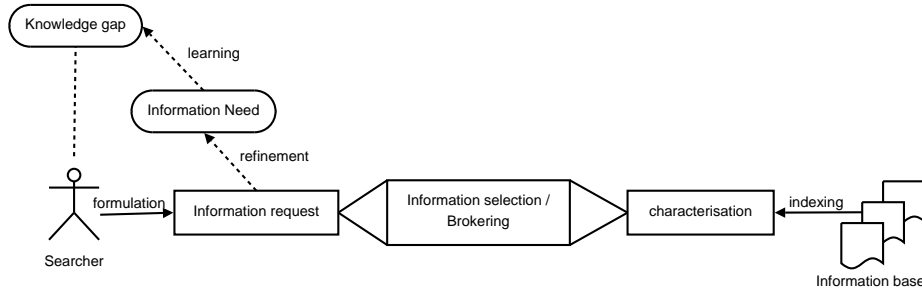 Knowledge gap
learning
Information Need
refinement
formulation
Information request
Information selection /
Brokering
characterisation
indexing
Searcher
Information base